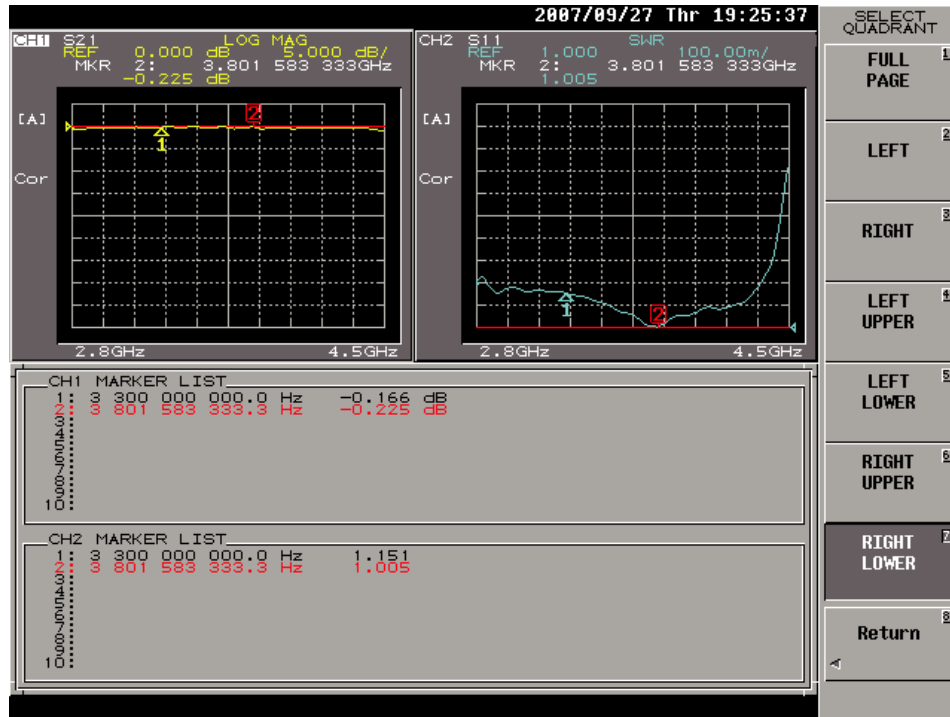 2007/09/27 Thr 19:25:37
CH1 S21 LOG MAG
REF 0.000 dB 5.000 dB/
MKR 2: 3.801 583 333GHz
-0.225 dB
[A]
Cor
2
1
2.8GHz 4.5GHz
CH2 S11 SWR
REF 1.000 100.00m/
MKR 2: 3.801 583 333GHz
1.005
[A]
Cor
1
2
2.8GHz 4.5GHz
CH1 MARKER LIST
1: 3 300 000 000.0 Hz -0.166 dB
2: 3 801 583 333.3 Hz -0.225 dB
3:
4:
5:
6:
7:
8:
9:
10:
CH2 MARKER LIST
1: 3 300 000 000.0 Hz 1.151
2: 3 801 583 333.3 Hz 1.005
3:
4:
5:
6:
7:
8:
9:
10:
SELECT
QUADRANT
1
FULL
PAGE
2
LEFT
3
RIGHT
4
LEFT
UPPER
5
LEFT
LOWER
6
RIGHT
UPPER
7
RIGHT
LOWER
8
Return